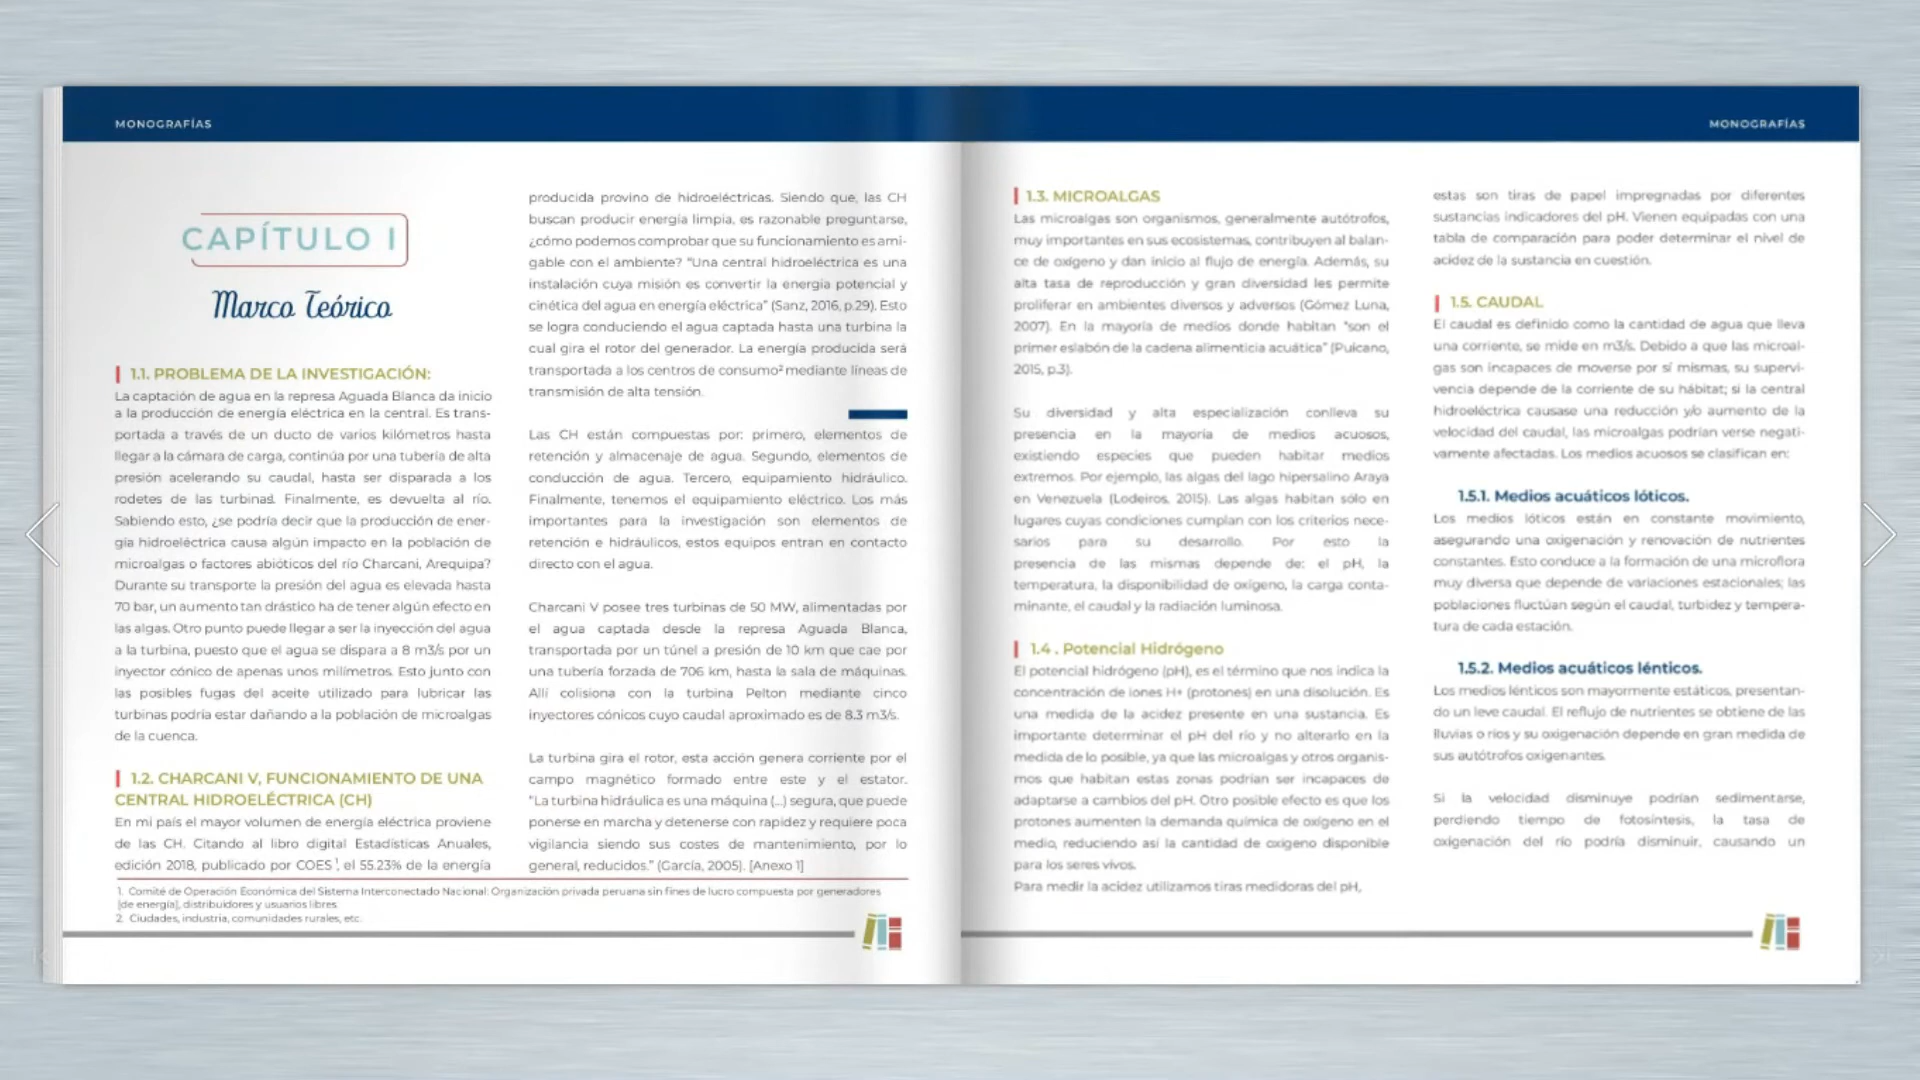 MONOGRAFÍAS
CAPÍTULO I
Marco Teórico
1.1. PROBLEMA DE LA INVESTIGACIÓN:
La captación de agua en la represa Aguada Blanca da inicio
a la producción de energía eléctrica en la central. Es trans-
portada a través de un ducto de varios kilómetros hasta
llegar a la cámara de carga, continúa por una tubería de alta
presión acelerando su caudal, hasta ser disparada a los
rodetes de las turbinas. Finalmente, es devuelta al río.
Sabiendo esto, ¿se podría decir que la producción de ener-
gía hidroeléctrica causa algún impacto en la población de
microalgas o factores abióticos del río Charcani, Arequipa?
Durante su transporte la presión del agua es elevada hasta
70 bar, un aumento tan drástico ha de tener algún efecto en
las algas. Otro punto puede llegar a ser la inyección del agua
a la turbina, puesto que el agua se dispara a 8 m3/s por un
inyector cónico de apenas unos milímetros. Esto junto con
las posibles fugas del aceite utilizado para lubricar las
turbinas podría estar dañando a la población de microalgas
de la cuenca.
1.2. CHARCANI V, FUNCIONAMIENTO DE UNA
CENTRAL HIDROELÉCTRICA (CH)
En mi país el mayor volumen de energía eléctrica proviene
de las CH. Citando al libro digital Estadísticas Anuales,
edición 2018, publicado por COES¹, el 55.23% de la energía
producida provino de hidroeléctricas. Siendo que, las CH
buscan producir energía limpia, es razonable preguntarse,
¿cómo podemos comprobar que su funcionamiento es ami-
gable con el ambiente? "Una central hidroeléctrica es una
instalación cuya misión es convertir la energía potencial y
cinética del agua en energía eléctrica" (Sanz, 2016, p.29). Esto
se logra conduciendo el agua captada hasta una turbina la
cual gira el rotor del generador. La energía producida será
transportada a los centros de consumo² mediante líneas de
transmisión de alta tensión.
Las CH están compuestas por: primero, elementos de
retención y almacenaje de agua. Segundo, elementos de
conducción de agua. Tercero, equipamiento hidráulico.
Finalmente, tenemos el equipamiento eléctrico. Los más
importantes para la investigación son elementos de
retención e hidráulicos, estos equipos entran en contacto
directo con el agua.
Charcani V posee tres turbinas de 50 MW, alimentadas por
el agua captada desde la represa Aguada Blanca,
transportada por un túnel a presión de 10 km que cae por
una tubería forzada de 706 km, hasta la sala de máquinas.
Allí colisiona con la turbina Pelton mediante cinco
inyectores cónicos cuyo caudal aproximado es de 8.3 m3/s.
La turbina gira el rotor, esta acción genera corriente por el
campo magnético formado entre este y el estator.
"La turbina hidráulica es una máquina (...) segura, que puede
ponerse en marcha y detenerse con rapidez y requiere poca
vigilancia siendo sus costes de mantenimiento, por lo
general, reducidos." (García, 2005). [Anexo 1]
1. Comité de Operación Económica del Sistema Interconectado Nacional: Organización privada peruana sin fines de lucro compuesta por generadores
[de energía], distribuidores y usuarios libres.
2. Ciudades, industria, comunidades rurales, etc.
MONOGRAFÍAS
1.3. MICROALGAS
Las microalgas son organismos, generalmente autótrofos,
muy importantes en sus ecosistemas, contribuyen al balan-
ce de oxígeno y dan inicio al flujo de energía. Además, su
alta tasa de reproducción y gran diversidad les permite
proliferar en ambientes diversos y adversos (Gómez Luna,
2007). En la mayoría de medios donde habitan "son el
primer eslabón de la cadena alimenticia acuática" (Pulcano,
2015, p.3).
Su diversidad y alta especialización conlleva su
presencia en la mayoría de medios acuosos,
existiendo especies que pueden habitar medios
extremos. Por ejemplo, las algas del lago hipersalino Araya
en Venezuela (Lodeiros, 2015). Las algas habitan sólo en
lugares cuyas condiciones cumplan con los criterios nece-
sarios para su desarrollo. Por esto la
presencia de las mismas depende de: el pH, la
temperatura, la disponibilidad de oxígeno, la carga conta-
minante, el caudal y la radiación luminosa.
1.4 . Potencial Hidrógeno
El potencial hidrógeno (pH), es el término que nos indica la
concentración de iones H+ (protones) en una disolución. Es
una medida de la acidez presente en una sustancia. Es
importante determinar el pH del río y no alterarlo en la
medida de lo posible, ya que las microalgas y otros organis-
mos que habitan estas zonas podrían ser incapaces de
adaptarse a cambios del pH. Otro posible efecto es que los
protones aumenten la demanda química de oxígeno en el
medio, reduciendo así la cantidad de oxígeno disponible
para los seres vivos.
Para medir la acidez utilizamos tiras medidoras del pH,
estas son tiras de papel impregnadas por diferentes
sustancias indicadores del pH. Vienen equipadas con una
tabla de comparación para poder determinar el nivel de
acidez de la sustancia en cuestión.
1.5. CAUDAL
El caudal es definido como la cantidad de agua que lleva
una corriente, se mide en m3/s. Debido a que las microal-
gas son incapaces de moverse por sí mismas, su supervi-
vencia depende de la corriente de su hábitat; si la central
hidroeléctrica causase una reducción y/o aumento de la
velocidad del caudal, las microalgas podrían verse negati-
vamente afectadas. Los medios acuosos se clasifican en:
1.5.1. Medios acuáticos lóticos.
Los medios lóticos están en constante movimiento,
asegurando una oxigenación y renovación de nutrientes
constantes. Esto conduce a la formación de una microflora
muy diversa que depende de variaciones estacionales; las
poblaciones fluctúan según el caudal, turbidez y tempera-
tura de cada estación.
1.5.2. Medios acuáticos lénticos.
Los medios lénticos son mayormente estáticos, presentan-
do un leve caudal. El reflujo de nutrientes se obtiene de las
lluvias o ríos y su oxigenación depende en gran medida de
sus autótrofos oxigenantes.
Si la velocidad disminuye podrían sedimentarse,
perdiendo tiempo de fotosíntesis, la tasa de
oxigenación del río podría disminuir, causando un